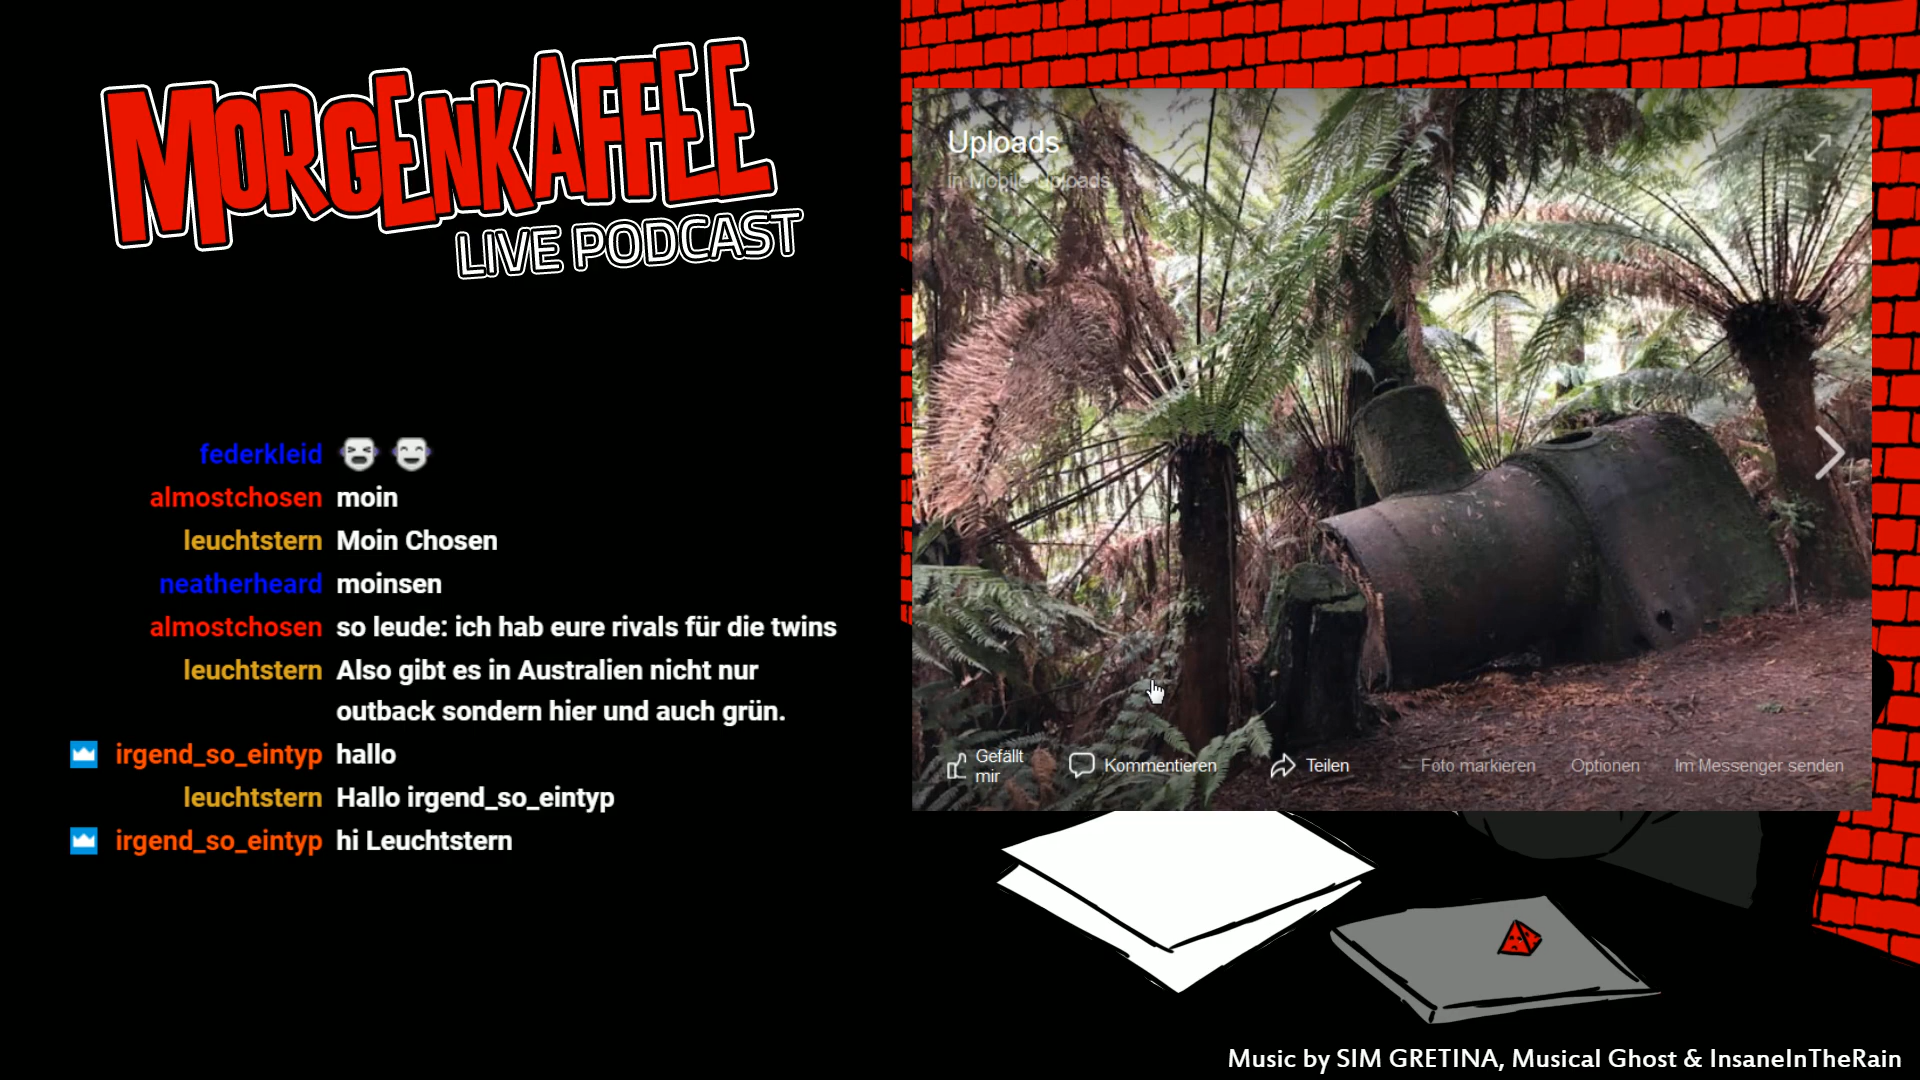 MORGENKAFFEE
LIVE PODCAST
federkleid
almostchosen moin
leuchtstern Moin Chosen
neatherheard moinsen
almostchosen so leude: ich hab eure rivals für die twins
leuchtstern Also gibt es in Australien nicht nur
outback sondern hier und auch grün.
irgend_so_eintyp hallo
leuchtstern Hallo irgend_so_eintyp
irgend_so_eintyp hi Leuchtstern
Uploads
in Mobile Uploads
Gefällt
mir
Kommentieren
Teilen
Foto markieren
Optionen
Im Messenger senden
Music by SIM GRETINA, Musical Ghost & InsaneInTheRain